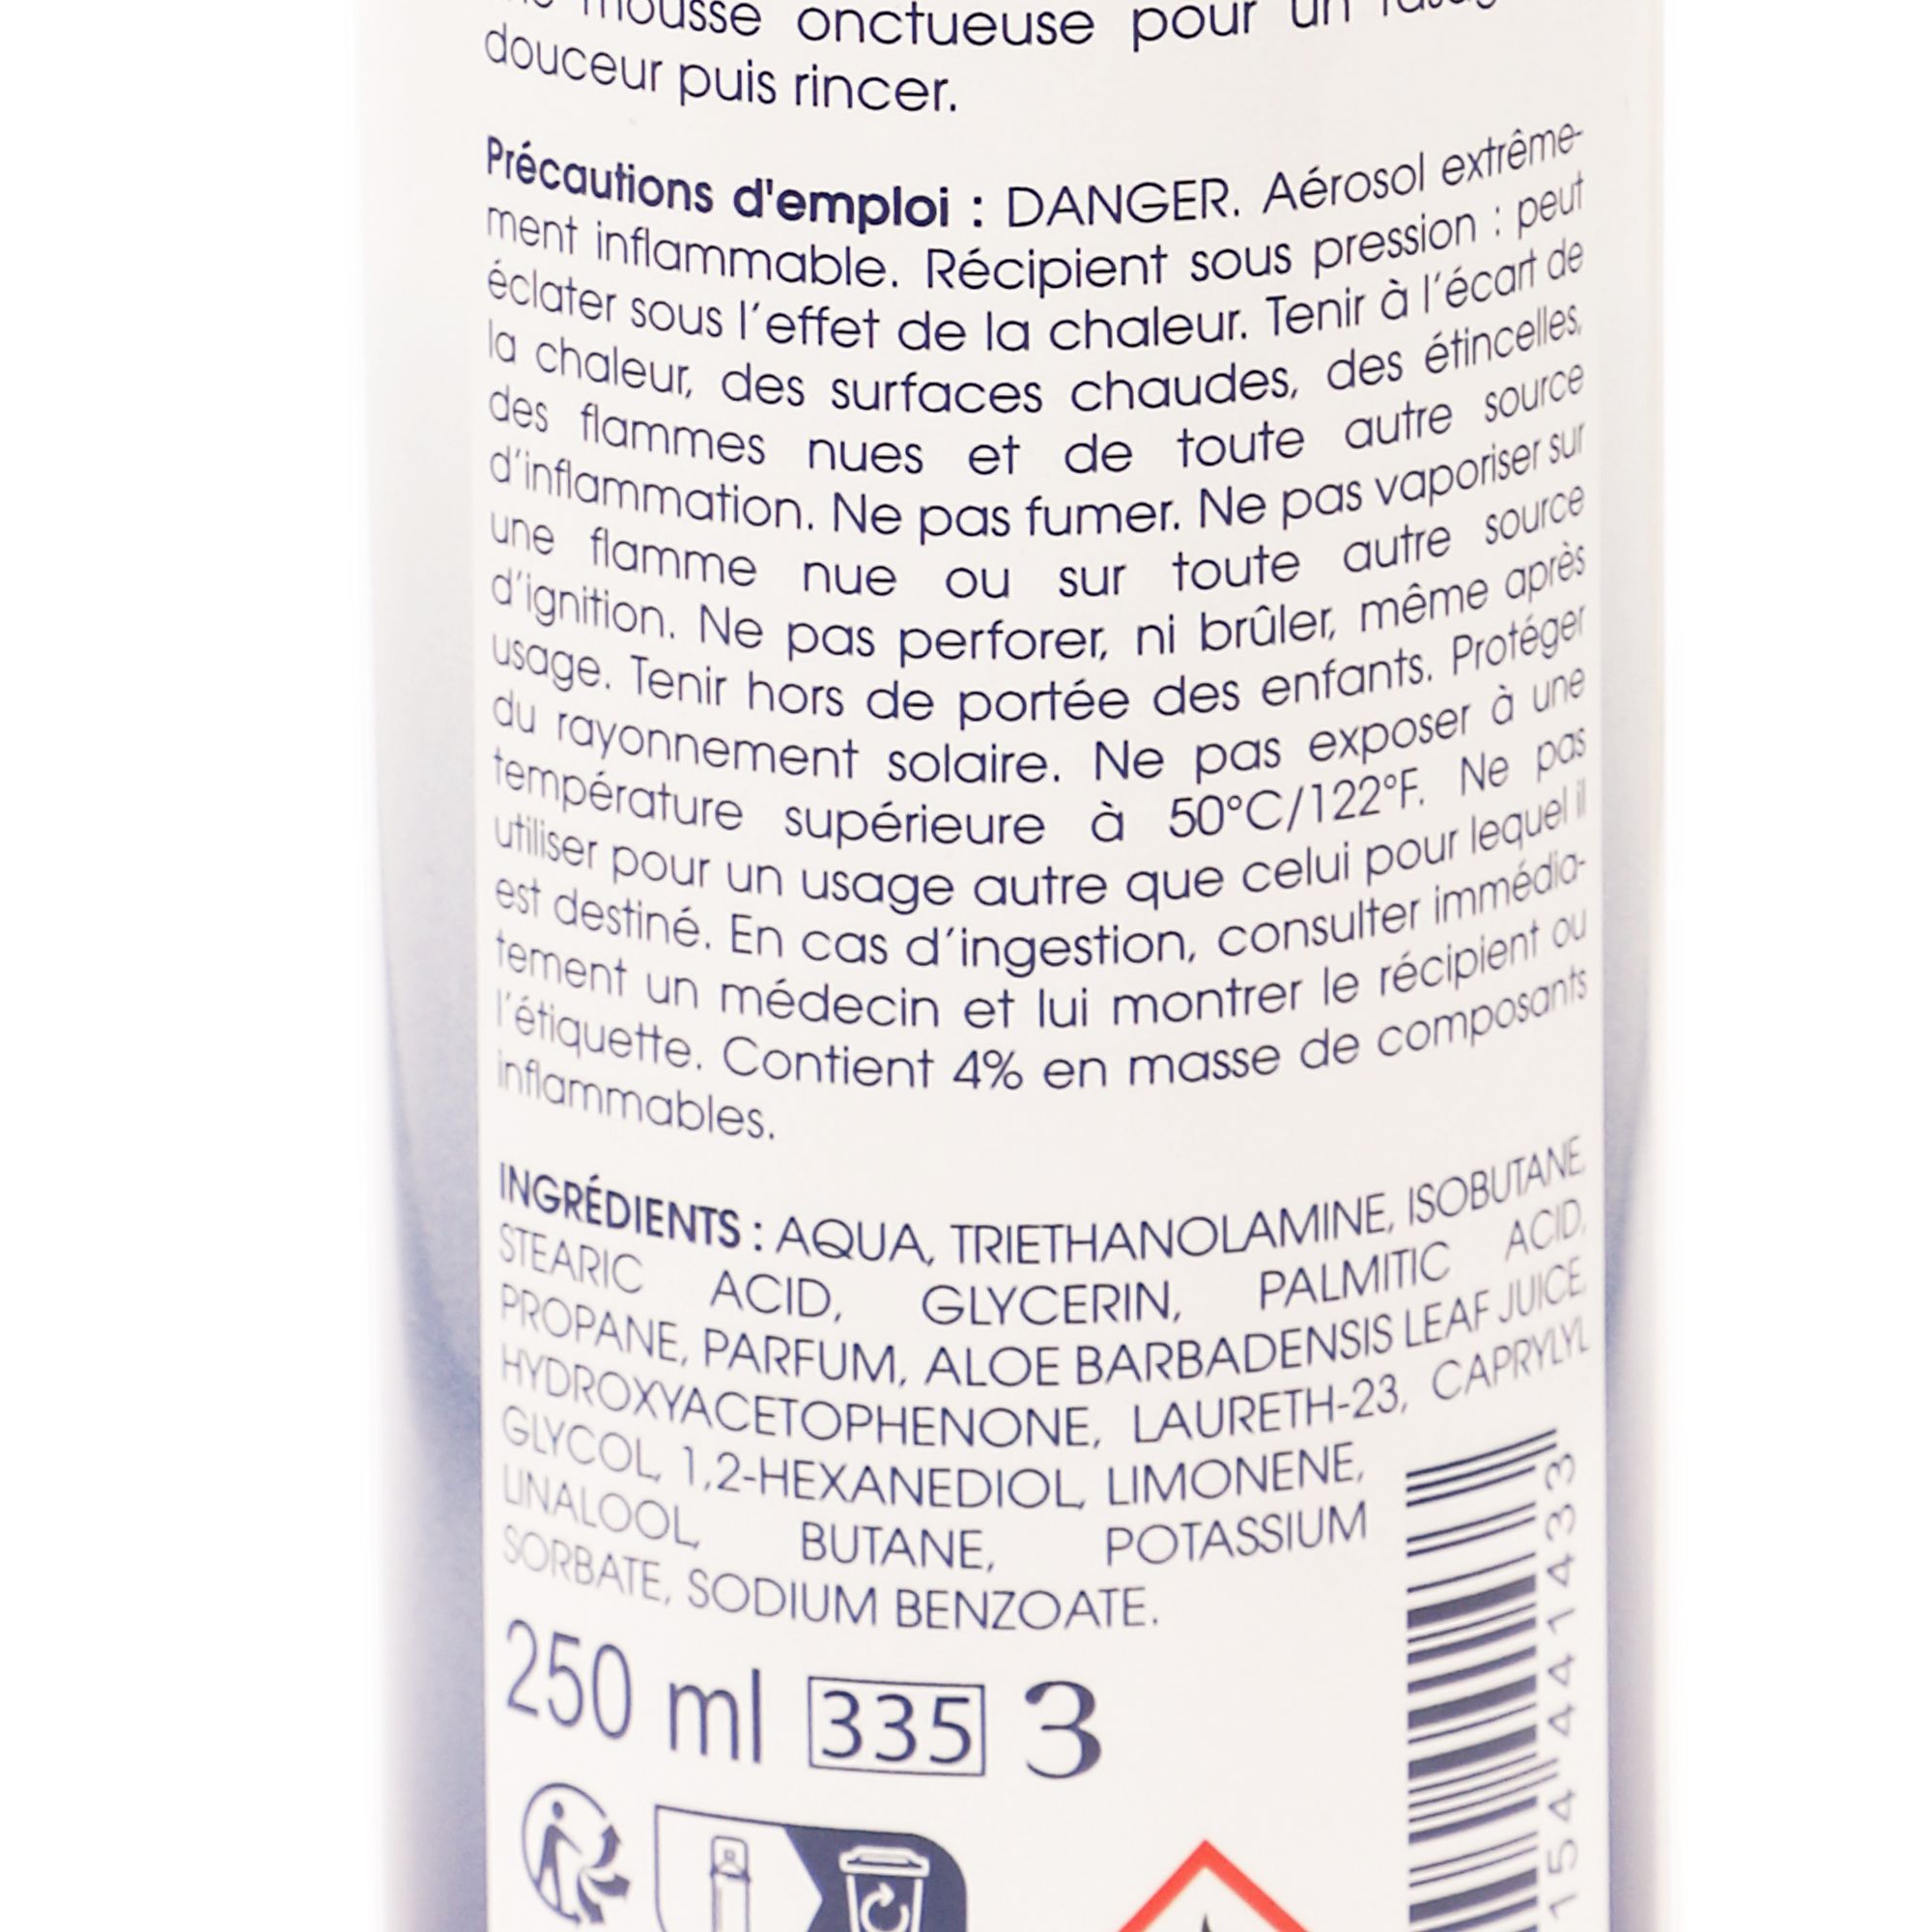 mousse onctueuse pour un
douceur puis rincer.
Précautions d'emploi : DANGER. Aérosol extrême-
ment inflammable. Récipient sous pression : peut
éclater sous l'effet de la chaleur. Tenir à l'écart de
la chaleur, des surfaces chaudes, des étincelles,
des flammes nues et de toute autre source
d'inflammation. Ne pas fumer. Ne pas vaporiser sur
une flamme nue ou sur toute autre source
d'ignition. Ne pas perforer, ni brûler, même après
usage. Tenir hors de portée des enfants. Protéger
du rayonnement solaire. Ne pas exposer à une
température supérieure à 50°C/122°F. Ne pas
utiliser pour un usage autre que celui pour lequel il
est destiné. En cas d'ingestion, consulter immédia-
tement un médecin et lui montrer le récipient ou
l'étiquette. Contient 4% en masse de composants
inflammables.
INGRÉDIENTS : AQUA, TRIETHANOLAMINE, ISOBUTANE,
STEARIC ACID, GLYCERIN, PALMITIC ACID,
PROPANE, PARFUM, ALOE BARBADENSIS LEAF JUICE,
HYDROXYACETOPHENONE, LAURETH-23, CAPRYLYL
GLYCOL, 1,2-HEXANEDIOL, LIMONENE,
LINALOOL, BUTANE, POTASSIUM
SORBATE, SODIUM BENZOATE.
250 ml 335 3
154 441433